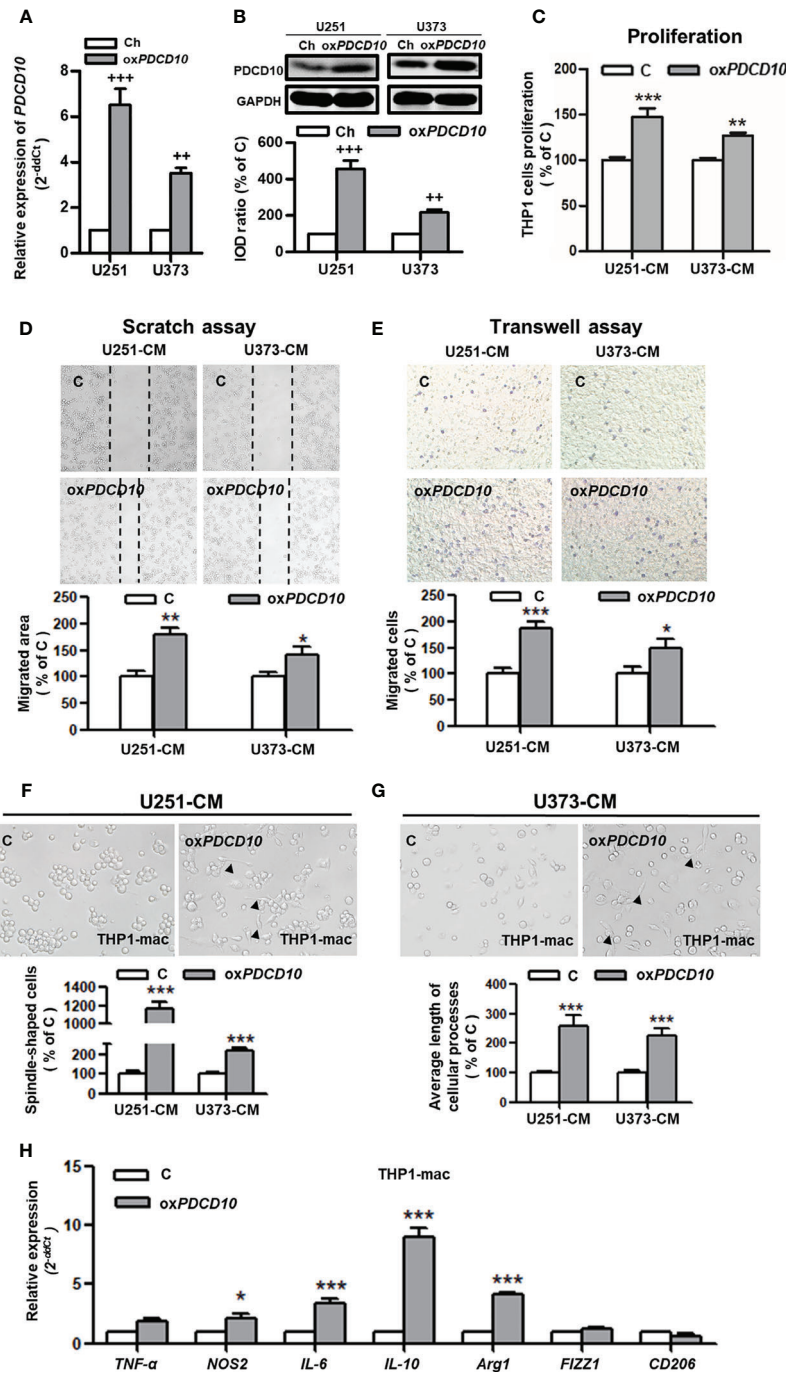 A
Ch
oxPDCD10
Relative expression of PDCD10
(2-ddCt)
8
6
4
2
0
+++
++
U251
U373
B
U251
U373
Ch oxPDCD10
Ch oxPDCD10
PDCD10
GAPDH
Ch
oxPDCD10
IOD ratio (% of C)
600
400
200
0
+++
++
U251
U373
C
Proliferation
C
oxPDCD10
THP1 cells proliferation
( % of C )
200
150
100
50
0
***
**
U251-CM
U373-CM
D
Scratch assay
U251-CM
U373-CM
C
C
oxPDCD10
oxPDCD10
C
oxPDCD10
Migrated area
( % of C )
250
200
150
100
50
0
**
*
U251-CM
U373-CM
E
Transwell assay
U251-CM
U373-CM
C
C
oxPDCD10
oxPDCD10
C
oxPDCD10
Migrated cells
( % of C )
250
200
150
100
50
0
***
*
U251-CM
U373-CM
F
U251-CM
C
THP1-mac
oxPDCD10
THP1-mac
C
oxPDCD10
Spindle-shaped cells
( % of C )
1400
1200
1000
200
100
0
***
***
U251-CM
U373-CM
G
U373-CM
C
THP1-mac
oxPDCD10
THP1-mac
C
oxPDCD10
Average length of
cellular processes
( % of C )
400
300
200
100
0
***
***
U251-CM
U373-CM
H
C
oxPDCD10
THP1-mac
Relative expression
(2-ddCt)
15
10
5
0
*
***
***
***
TNF-α
NOS2
IL-6
IL-10
Arg1
FIZZ1
CD206